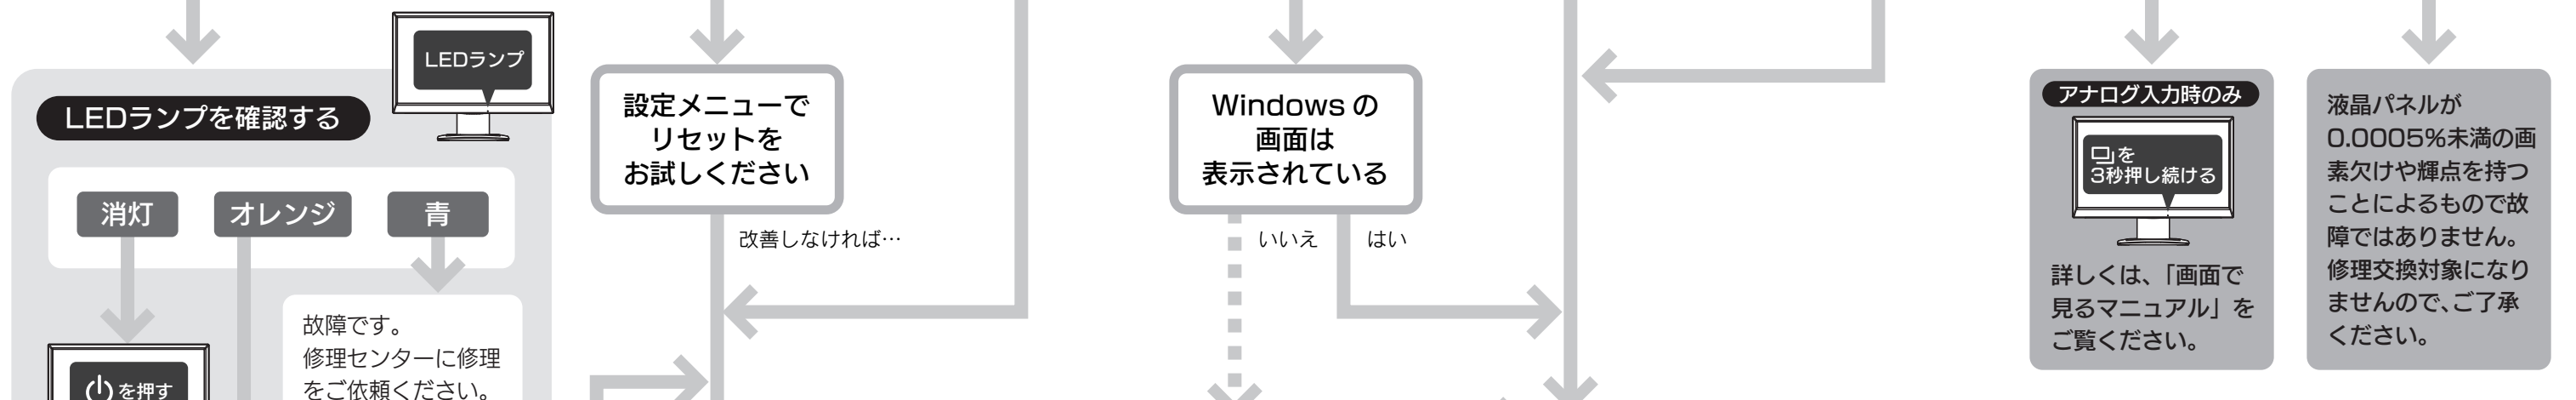 LEDランプ
LEDランプを確認する
消灯
オレンジ
青
故障です。
修理センターに修理
をご依頼ください。
を押す
設定メニューで
リセットを
お試しください
改善しなければ…
Windows の
画面は
表示されている
いいえ
はい
アナログ入力時のみ
を
3秒押し続ける
詳しくは、「画面で
見るマニュアル」を
ご覧ください。
液晶パネルが
0.0005%未満の画
素欠けや輝点を持つ
ことによるもので故
障ではありません。
修理交換対象になり
ませんので、ご了承
ください。